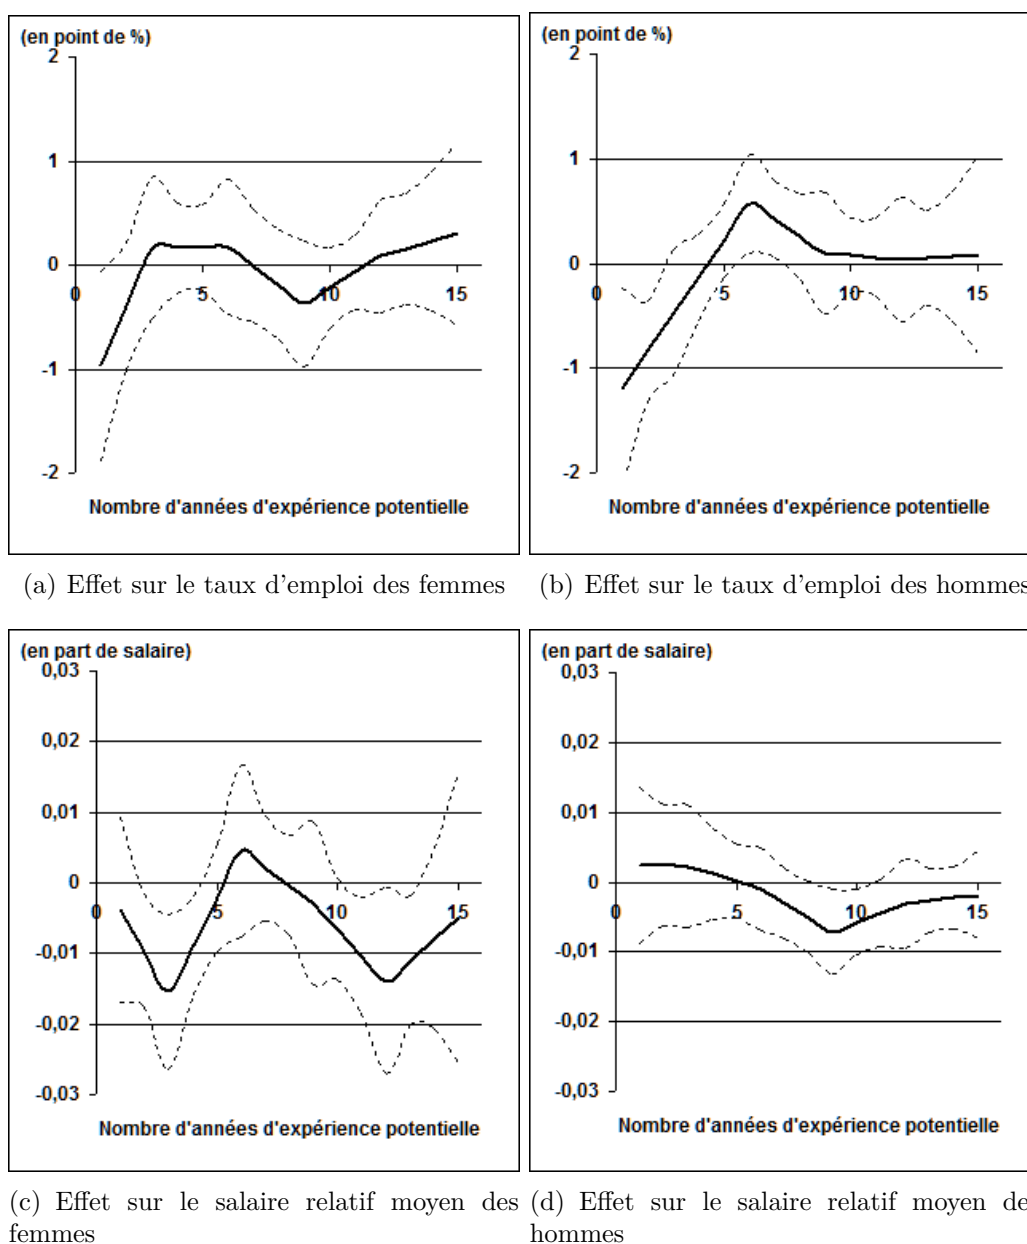 (en point de %)
2
1
0
0
5
10
15
-1
-2
Nombre d'années d'expérience potentielle
(a) Effet sur le taux d'emploi des femmes
(en point de %)
2
1
0
0
5
10
15
-1
-2
Nombre d'années d'expérience potentielle
(b) Effet sur le taux d'emploi des hommes
(en part de salaire)
0,03
0,02
0,01
0
0
5
10
15
-0,01
-0,02
-0,03
Nombre d'années d'expérience potentielle
(c) Effet sur le salaire relatif moyen des
femmes
(en part de salaire)
0,03
0,02
0,01
0
0
5
10
15
-0,01
-0,02
-0,03
Nombre d'années d'expérience potentielle
(d) Effet sur le salaire relatif moyen de
hommes